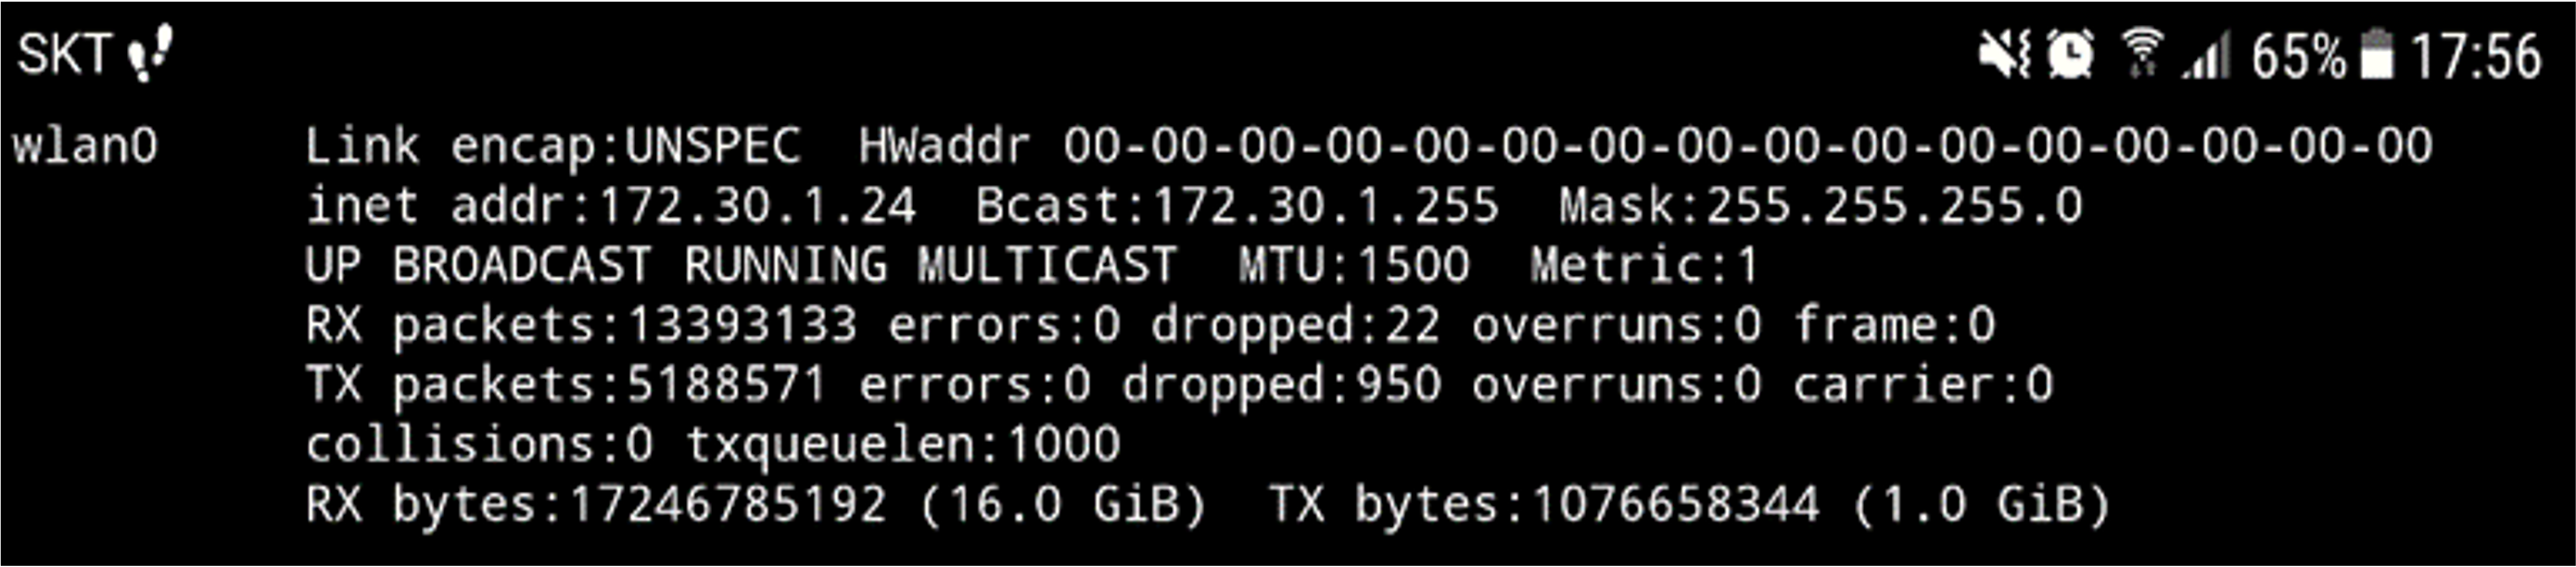 SKT 65% 17:56
wlan0 Link encap:UNSPEC HWaddr 00-00-00-00-00-00-00-00-00-00-00-00-00-00-00-00
inet addr:172.30.1.24 Bcast:172.30.1.255 Mask:255.255.255.0
UP BROADCAST RUNNING MULTICAST MTU:1500 Metric:1
RX packets:13393133 errors:0 dropped:22 overruns:0 frame:0
TX packets:5188571 errors:0 dropped:950 overruns:0 carrier:0
collisions:0 txqueuelen:1000
RX bytes:17246785192 (16.0 GiB) TX bytes:1076658344 (1.0 GiB)